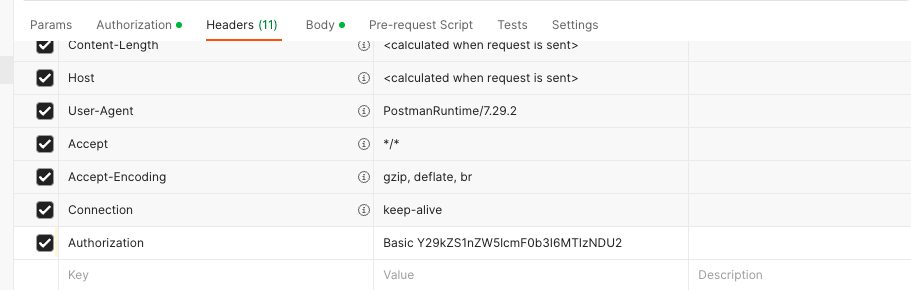 Params Authorization Headers (11) Body Pre-request Script Tests Settings
Content-Length <calculated when request is sent>
Host <calculated when request is sent>
User-Agent PostmanRuntime/7.29.2
Accept */*
Accept-Encoding gzip, deflate, br
Connection keep-alive
Authorization Basic Y29kZS1nZW5lcmF0b3I6MTIzNDU2
Key Value Description